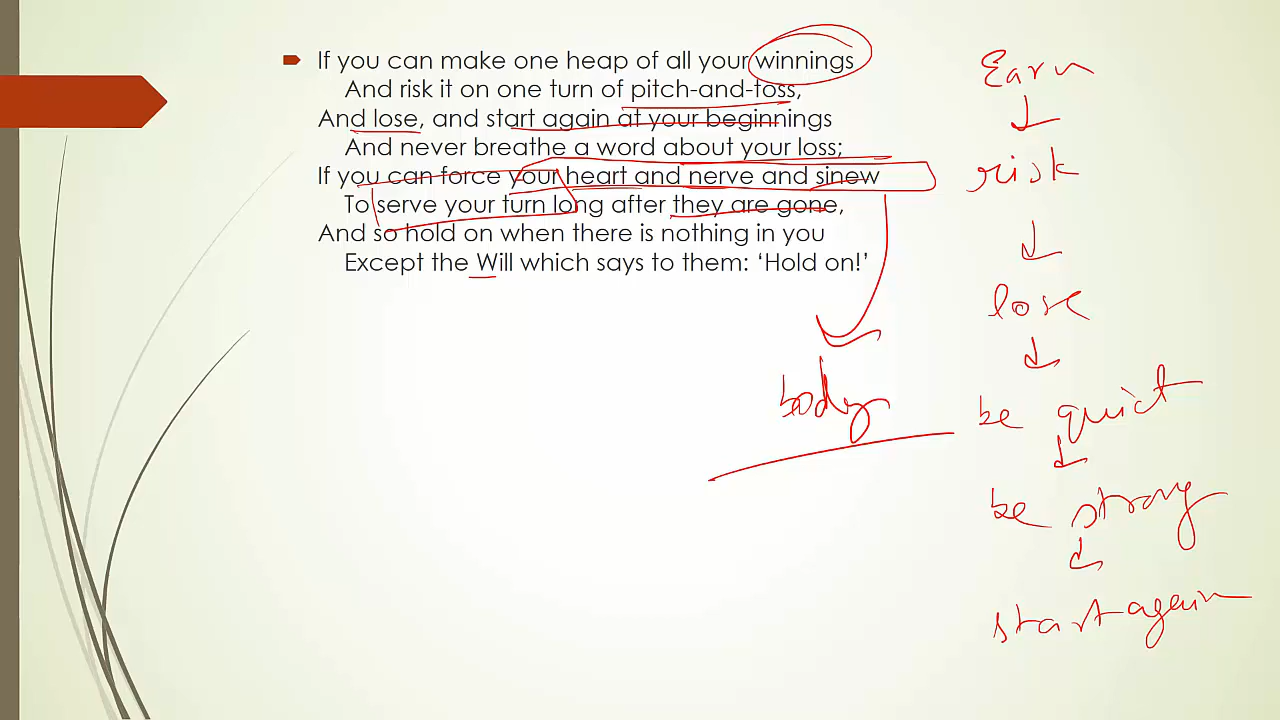 If you can make one heap of all your winnings
And risk it on one turn of pitch-and-toss,
And lose, and start again at your beginnings
And never breathe a word about your loss;
If you can force your heart and nerve and sinew
To serve your turn long after they are gone,
And so hold on when there is nothing in you
Except the Will which says to them: ‘Hold on!’
Earn
risk
lose
be quiet
be strong
start again
body